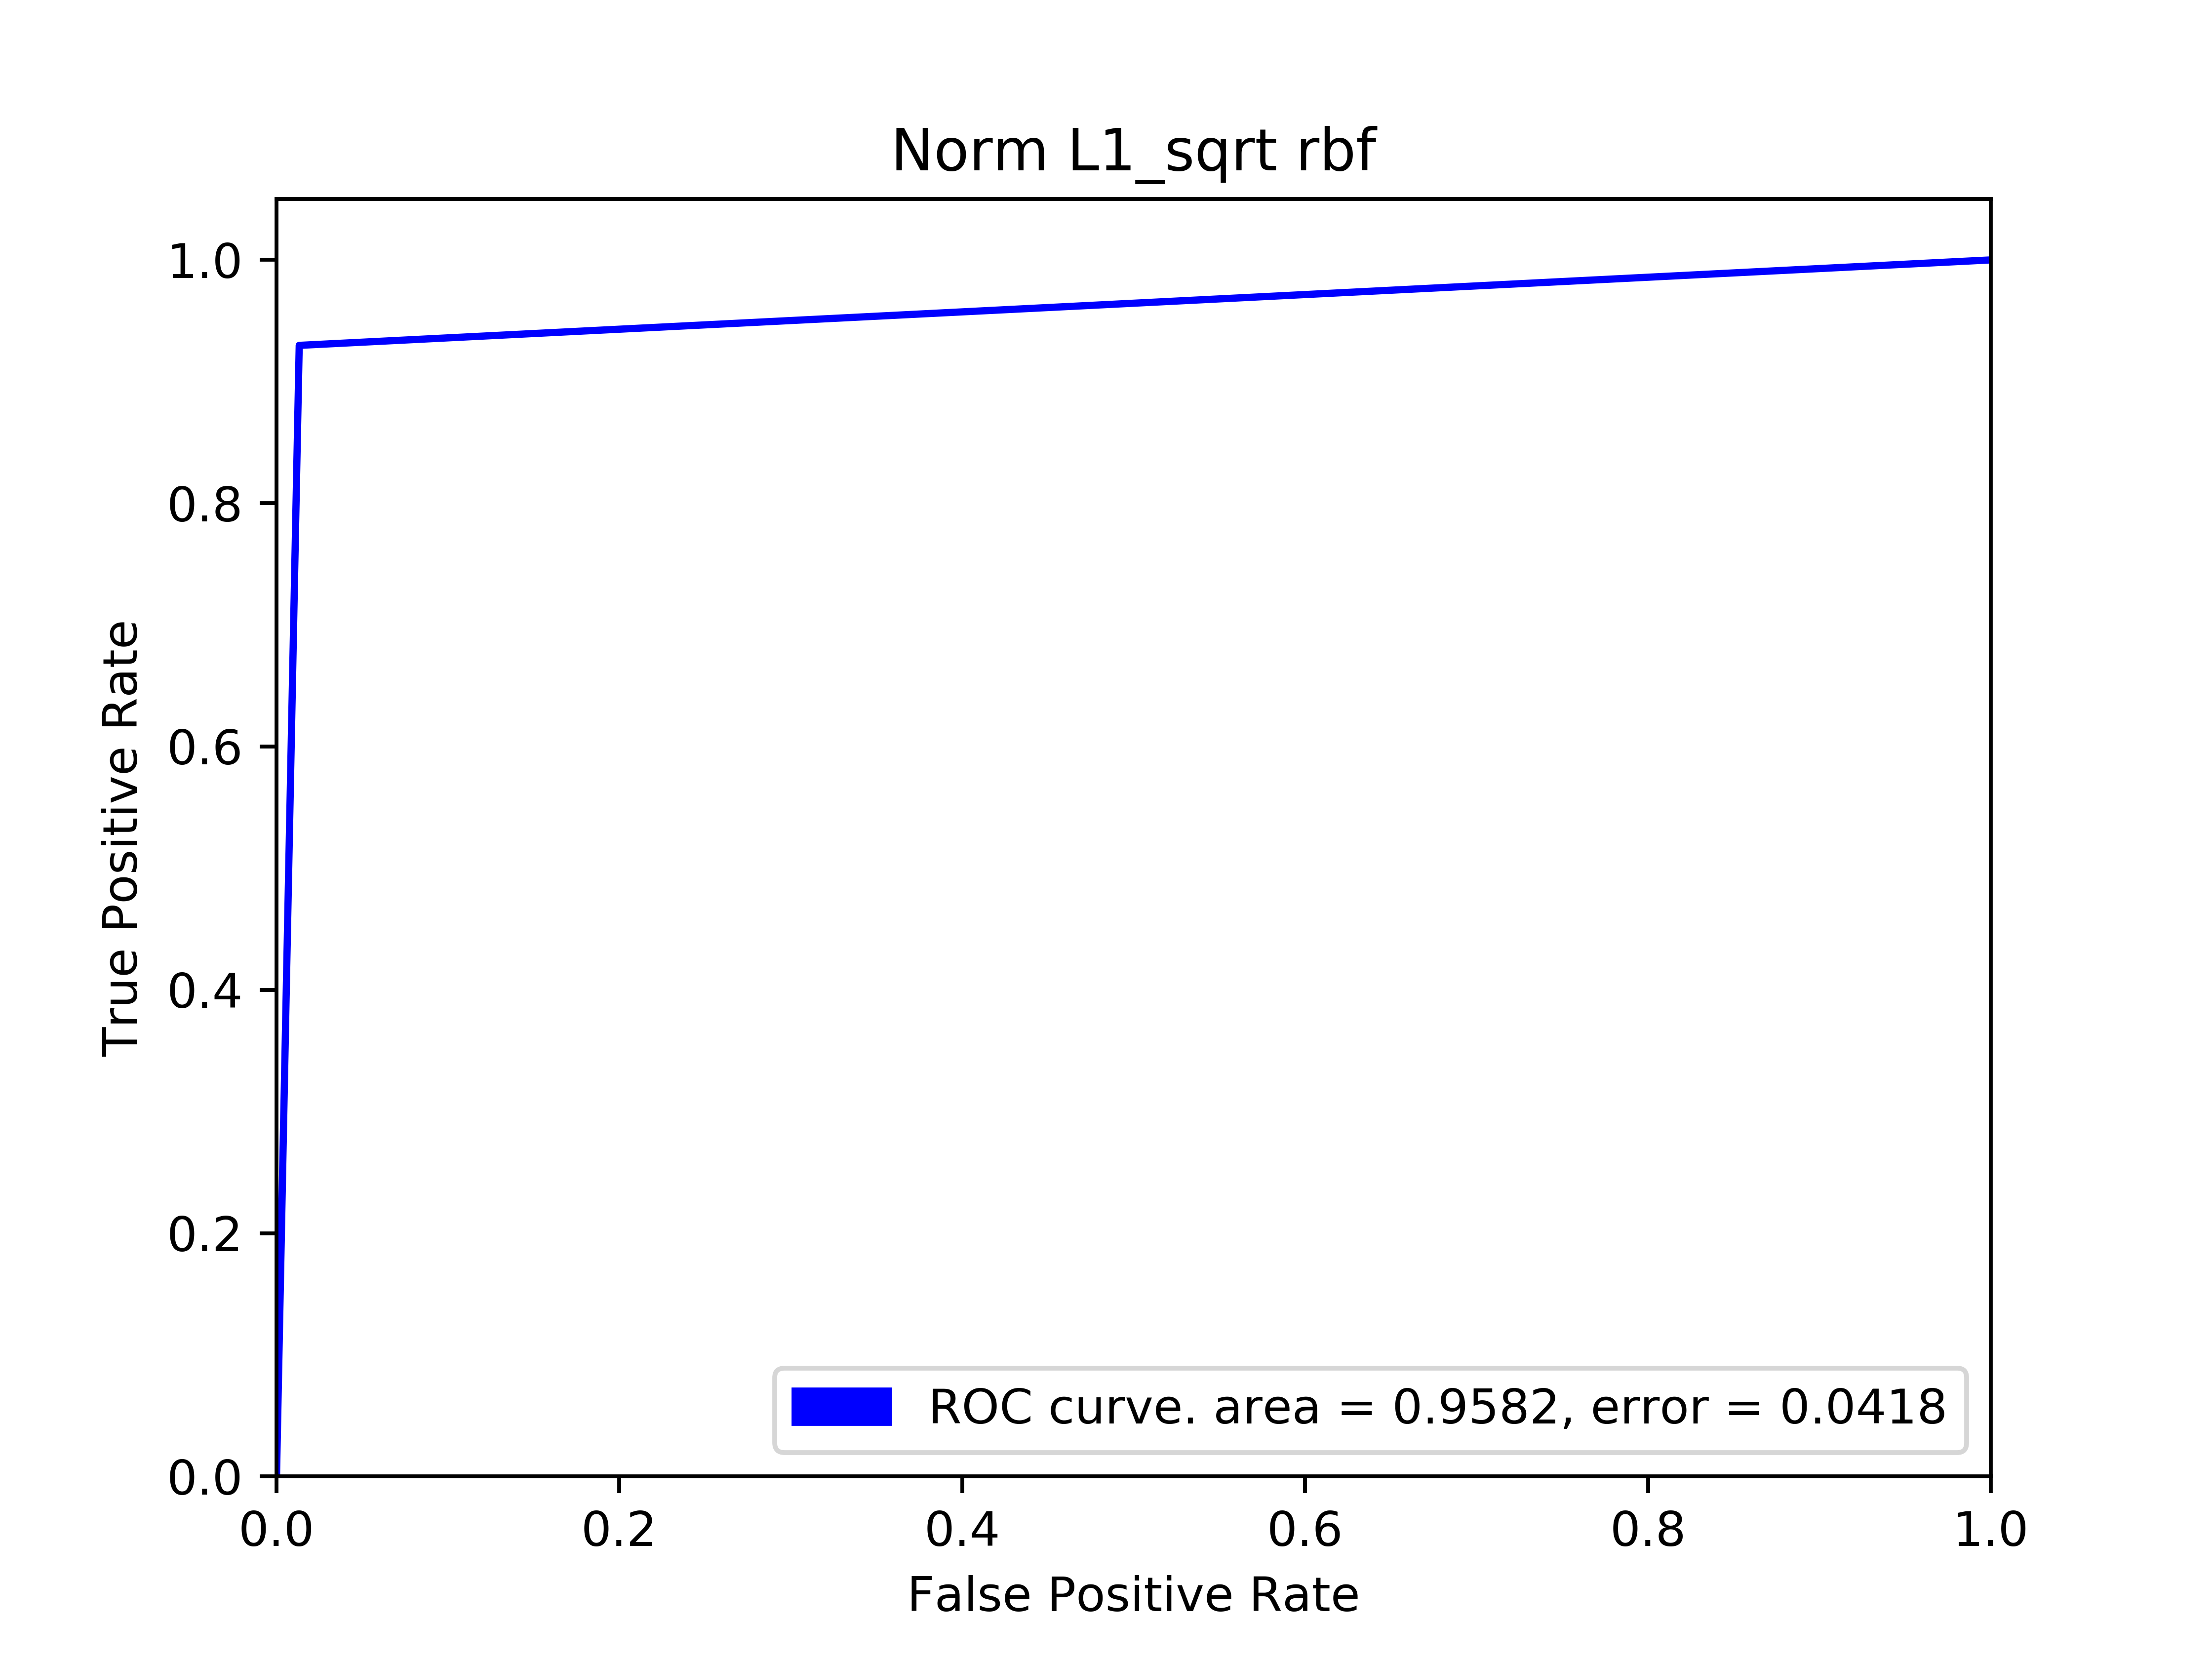 Norm L1_sqrt rbf
1.0
0.8
0.6
0.4
0.2
0.0
True Positive Rate
ROC curve. area = 0.9582, error = 0.0418
0.0 0.2 0.4 0.6 0.8 1.0
False Positive Rate